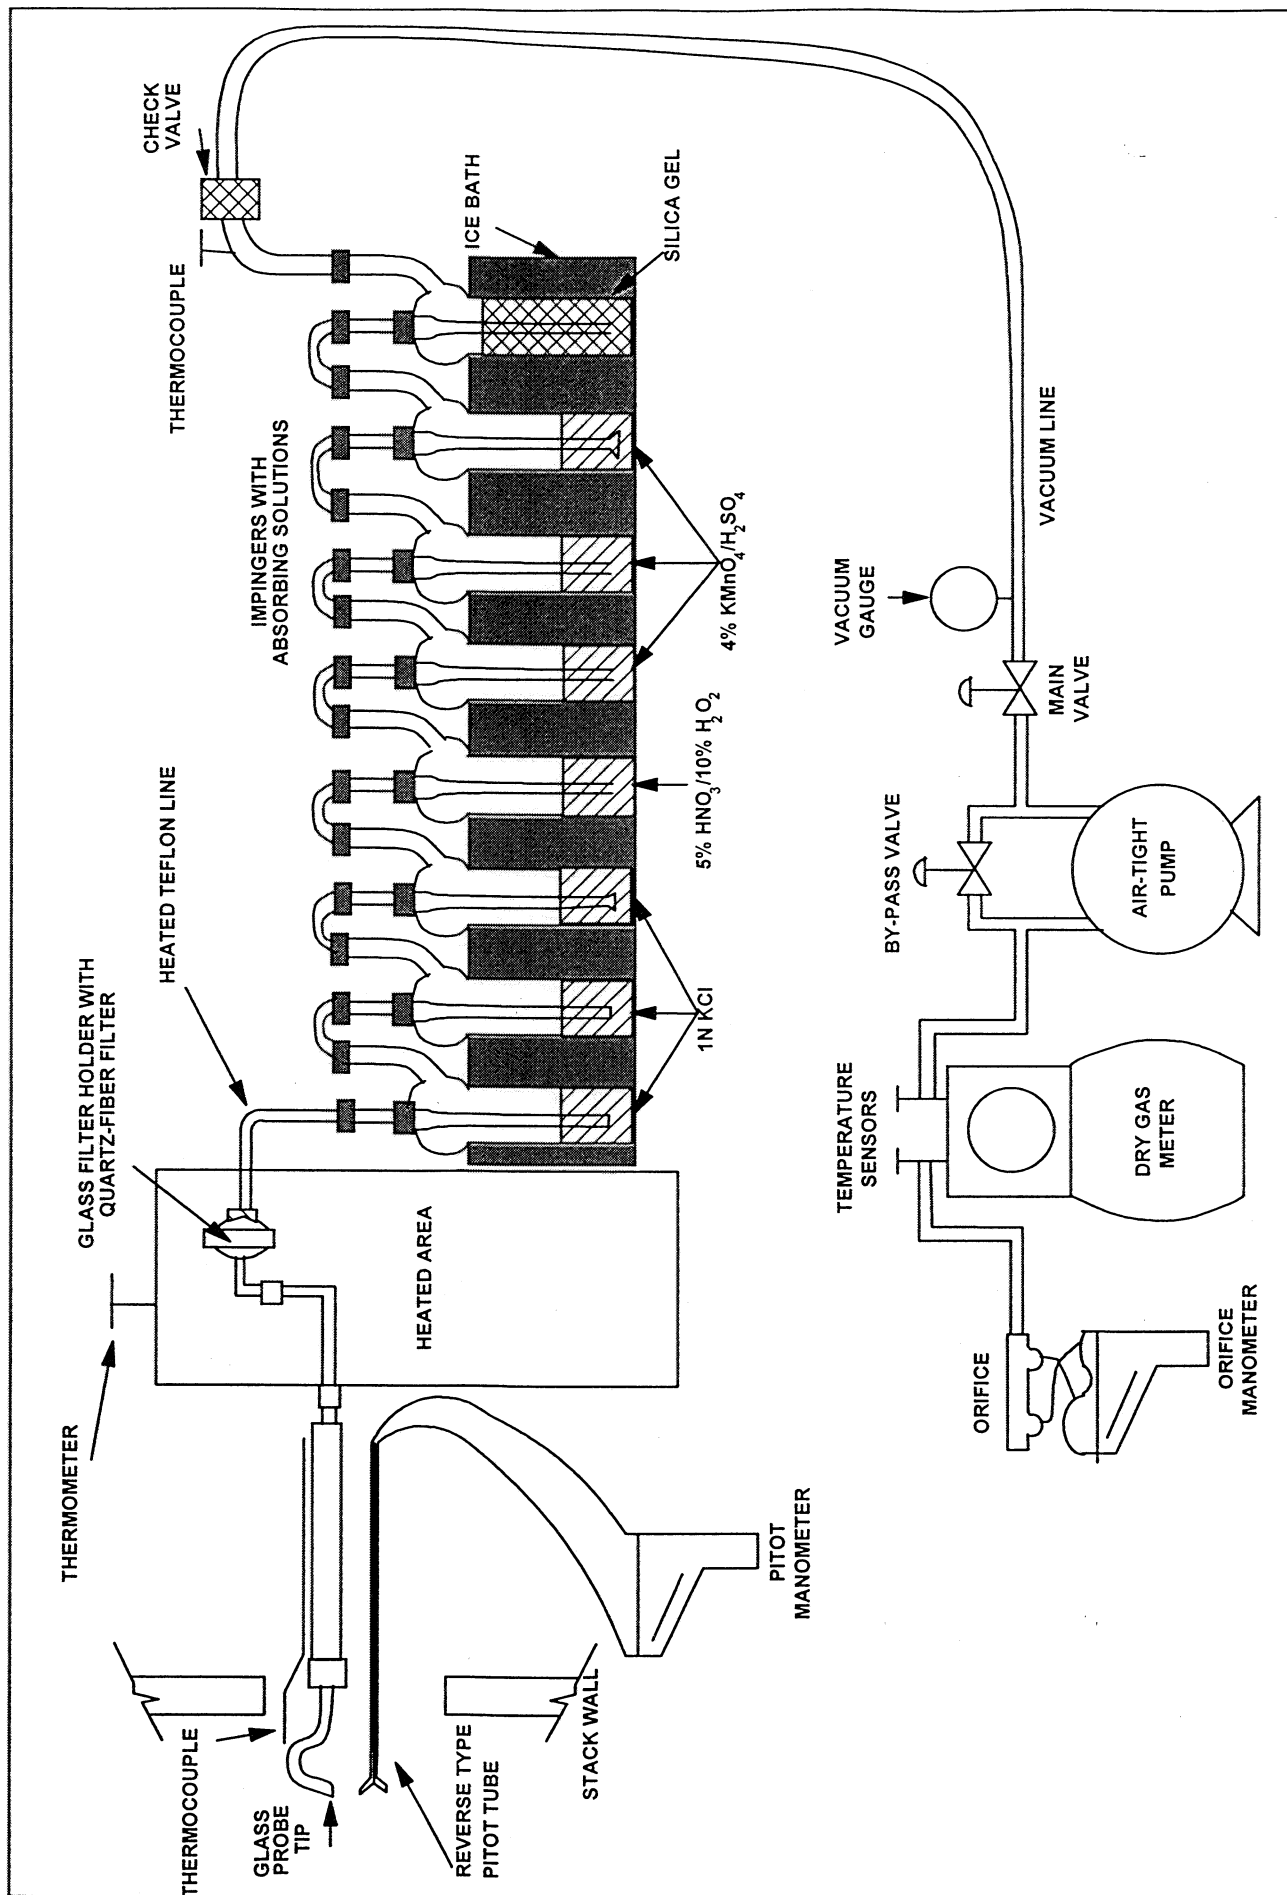 THERMOMETER
GLASS FILTER HOLDER WITH
QUARTZ-FIBER FILTER
HEATED TEFLON LINE
IMPINGERS WITH
ABSORBING SOLUTIONS
THERMOCOUPLE
CHECK
VALVE
THERMOCOUPLE
GLASS
PROBE
TIP
REVERSE TYPE
PITOT TUBE
STACK WALL
HEATED AREA
PITOT
MANOMETER
ICE BATH
SILICA GEL
1N KCl
5% HNO3/10% H2O2
4% KMnO4/H2SO4
VACUUM LINE
VACUUM
GAUGE
MAIN
VALVE
BY-PASS VALVE
AIR-TIGHT
PUMP
TEMPERATURE
SENSORS
DRY GAS
METER
ORIFICE
ORIFICE
MANOMETER